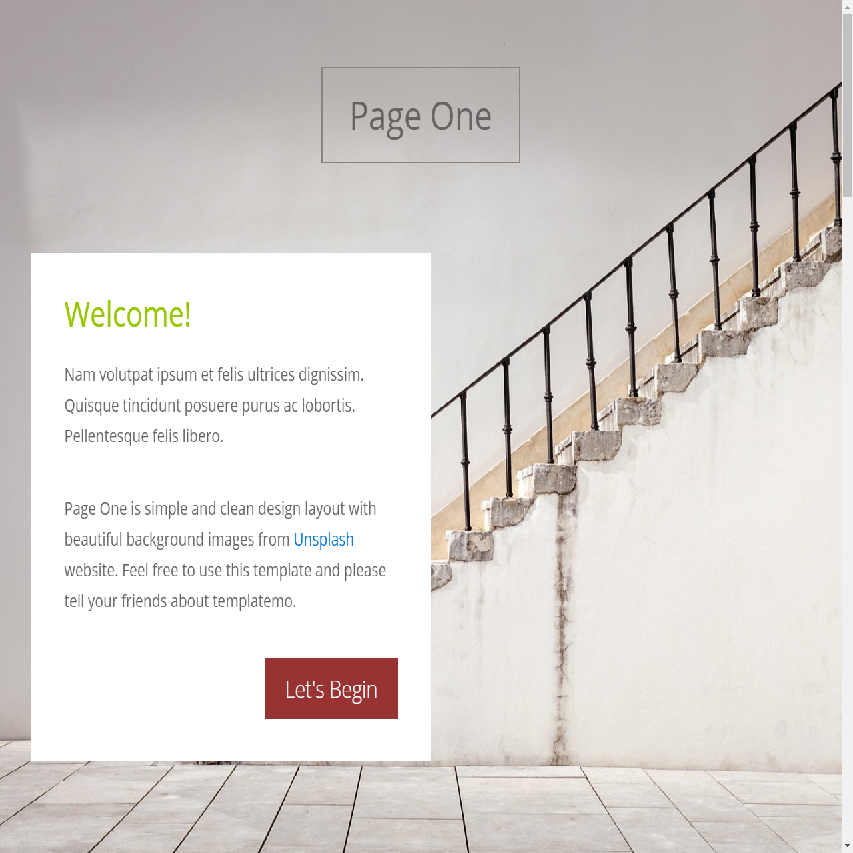 Page One
Welcome!
Nam volutpat ipsum et felis ultrices dignissim.
Quisque tincidunt posuere purus ac lobortis.
Pellentesque felis libero.
Page One is simple and clean design layout with
beautiful background images from Unsplash
website. Feel free to use this template and please
tell your friends about templatemo.
Let's Begin